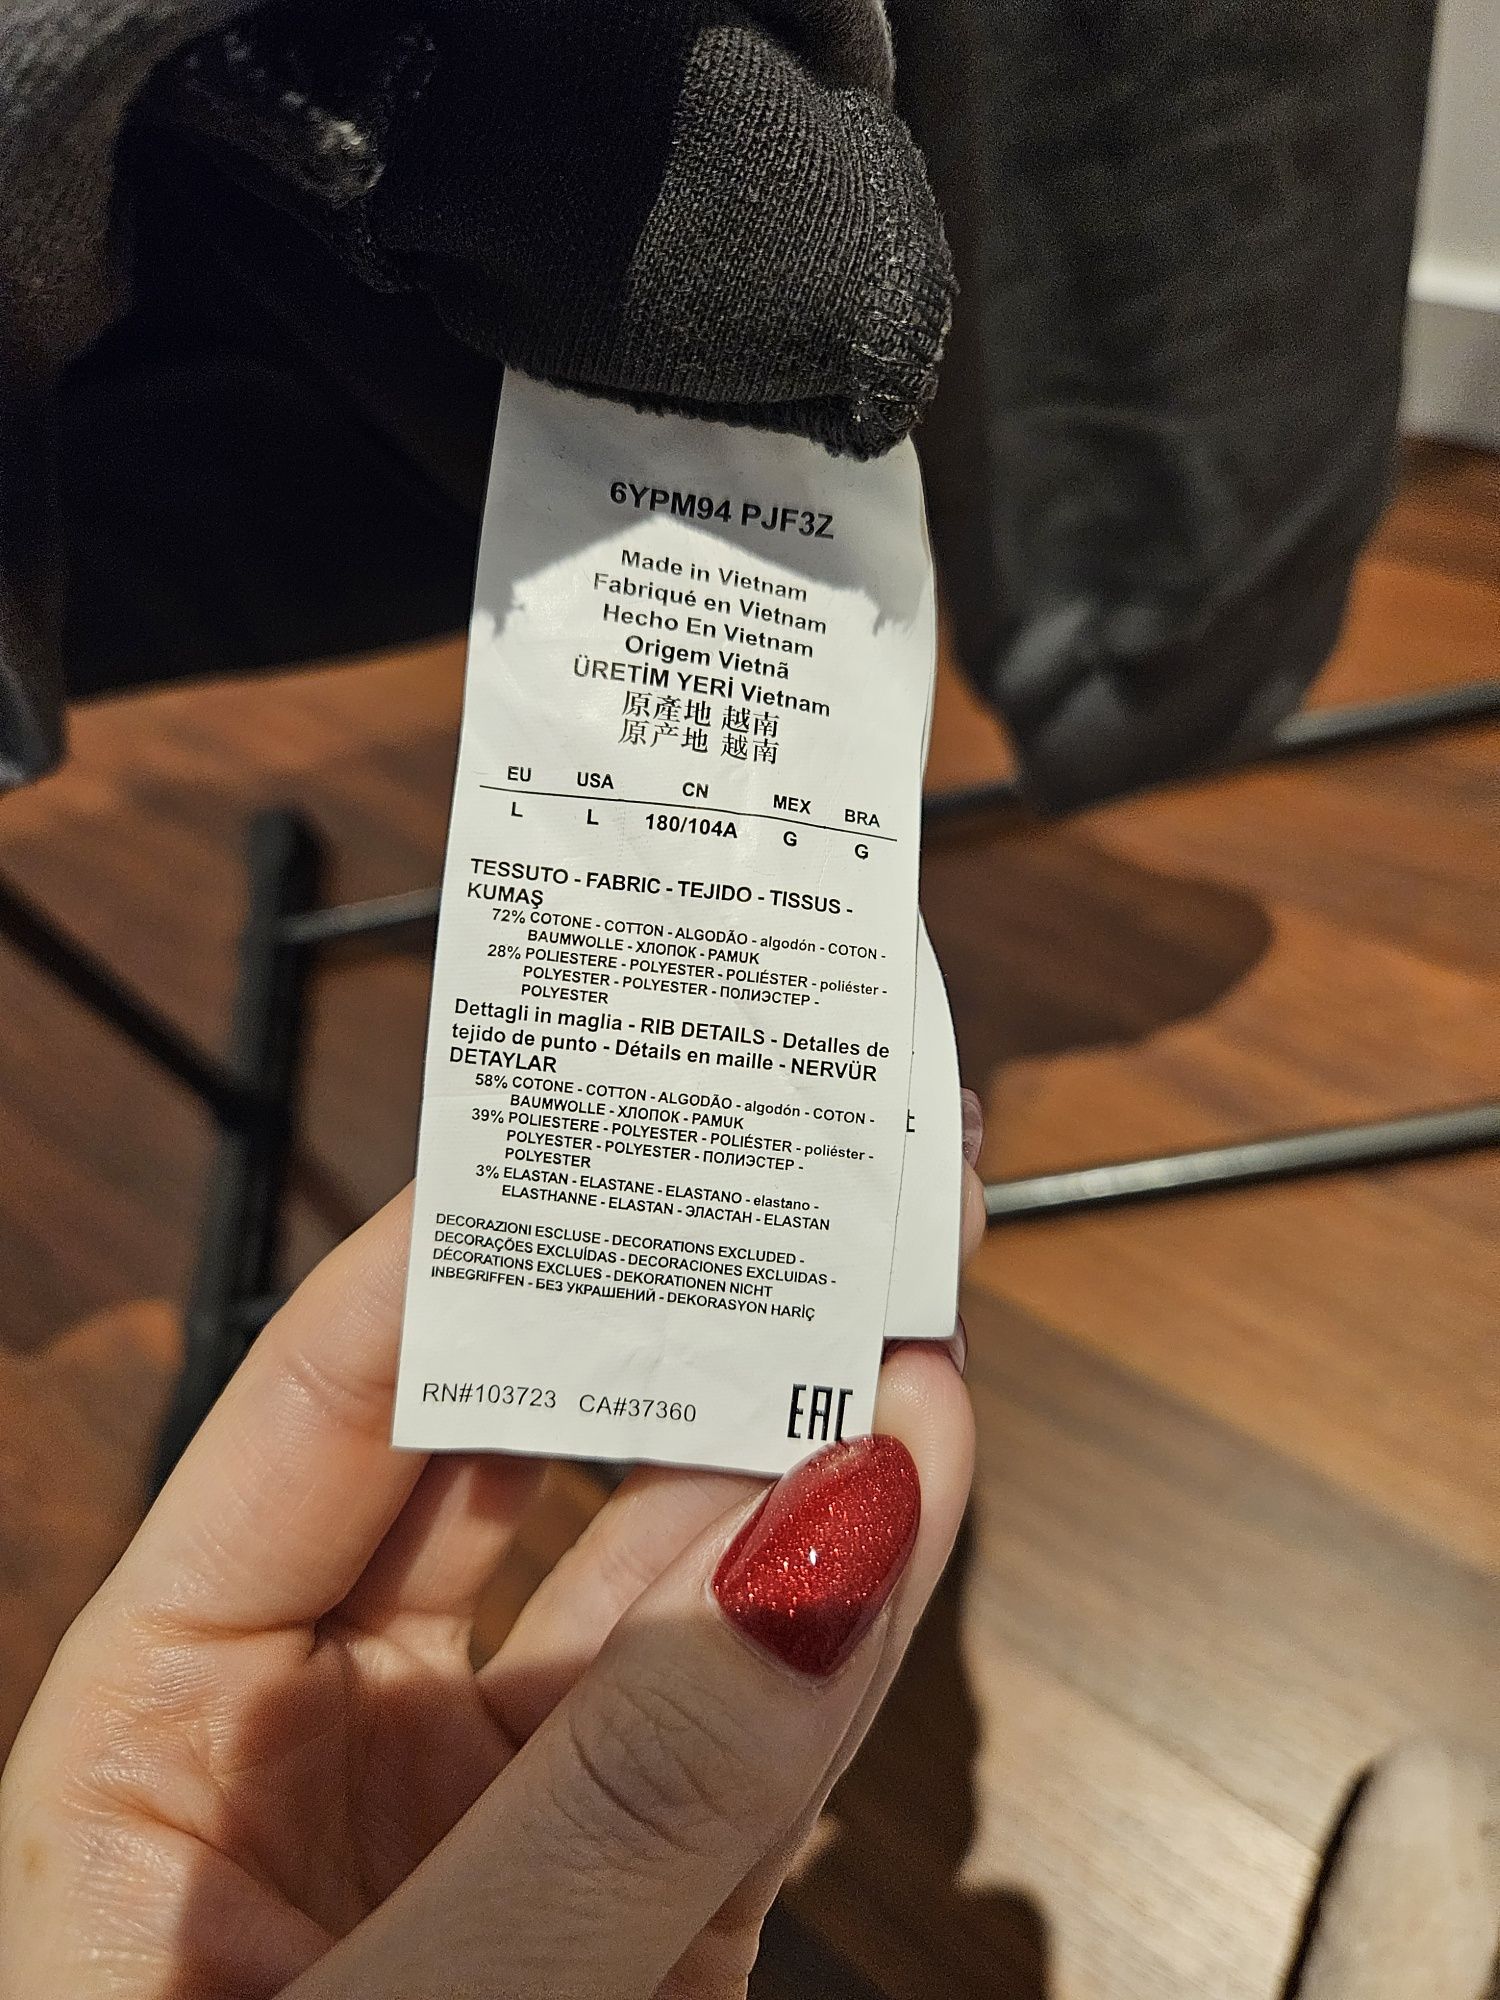 6YPM94 PJF3Z
Made in Vietnam
Fabriqué en Vietnam
Hecho En Vietnam
Origem Vietnã
ÜRETİM YERİ Vietnam
原產地 越南
原产地 越南
EU USA CN MEX BRA
L L 180/104A G G
TESSUTO - FABRIC - TEJIDO - TISSUS -
KUMAŞ
72% COTONE - COTTON - ALGODÃO - algodón - COTON -
BAUMWOLLE - ХЛОПОК - PAMUK
28% POLIESTERE - POLYESTER - POLIÉSTER - poliéster -
POLYESTER - POLYESTER - ПОЛИЭСТЕР -
POLYESTER
Dettagli in maglia - RIB DETAILS - Detalles de
tejido de punto - Détails en maille - NERVÜR
DETAYLAR
58% COTONE - COTTON - ALGODÃO - algodón - COTON -
BAUMWOLLE - ХЛОПОК - PAMUK
39% POLIESTERE - POLYESTER - POLIÉSTER - poliéster -
POLYESTER - POLYESTER - ПОЛИЭСТЕР -
POLYESTER
3% ELASTAN - ELASTANE - ELASTANO - elastano -
ELASTHANNE - ELASTAN - ЭЛАСТАН - ELASTAN
DECORAZIONI ESCLUSE - DECORATIONS EXCLUDED -
DECORAÇÕES EXCLUÍDAS - DECORACIONES EXCLUIDAS -
DÉCORATIONS EXCLUES - DEKORATIONEN NICHT
INBEGRIFFEN - БЕЗ УКРАШЕНИЙ - DEKORASYON HARİÇ
RN#103723 CA#37360 EAC